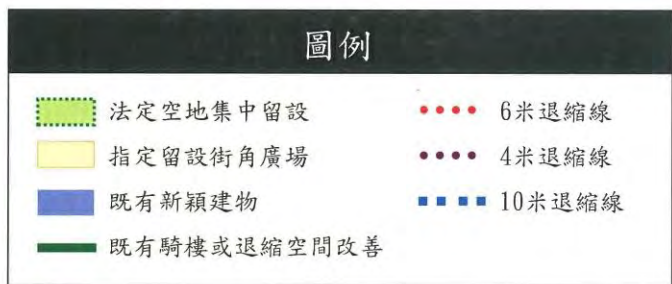 圖例
法定空地集中留設
指定留設街角廣場
既有新穎建物
既有騎樓或退縮空間改善
6米退縮線
4米退縮線
10米退縮線